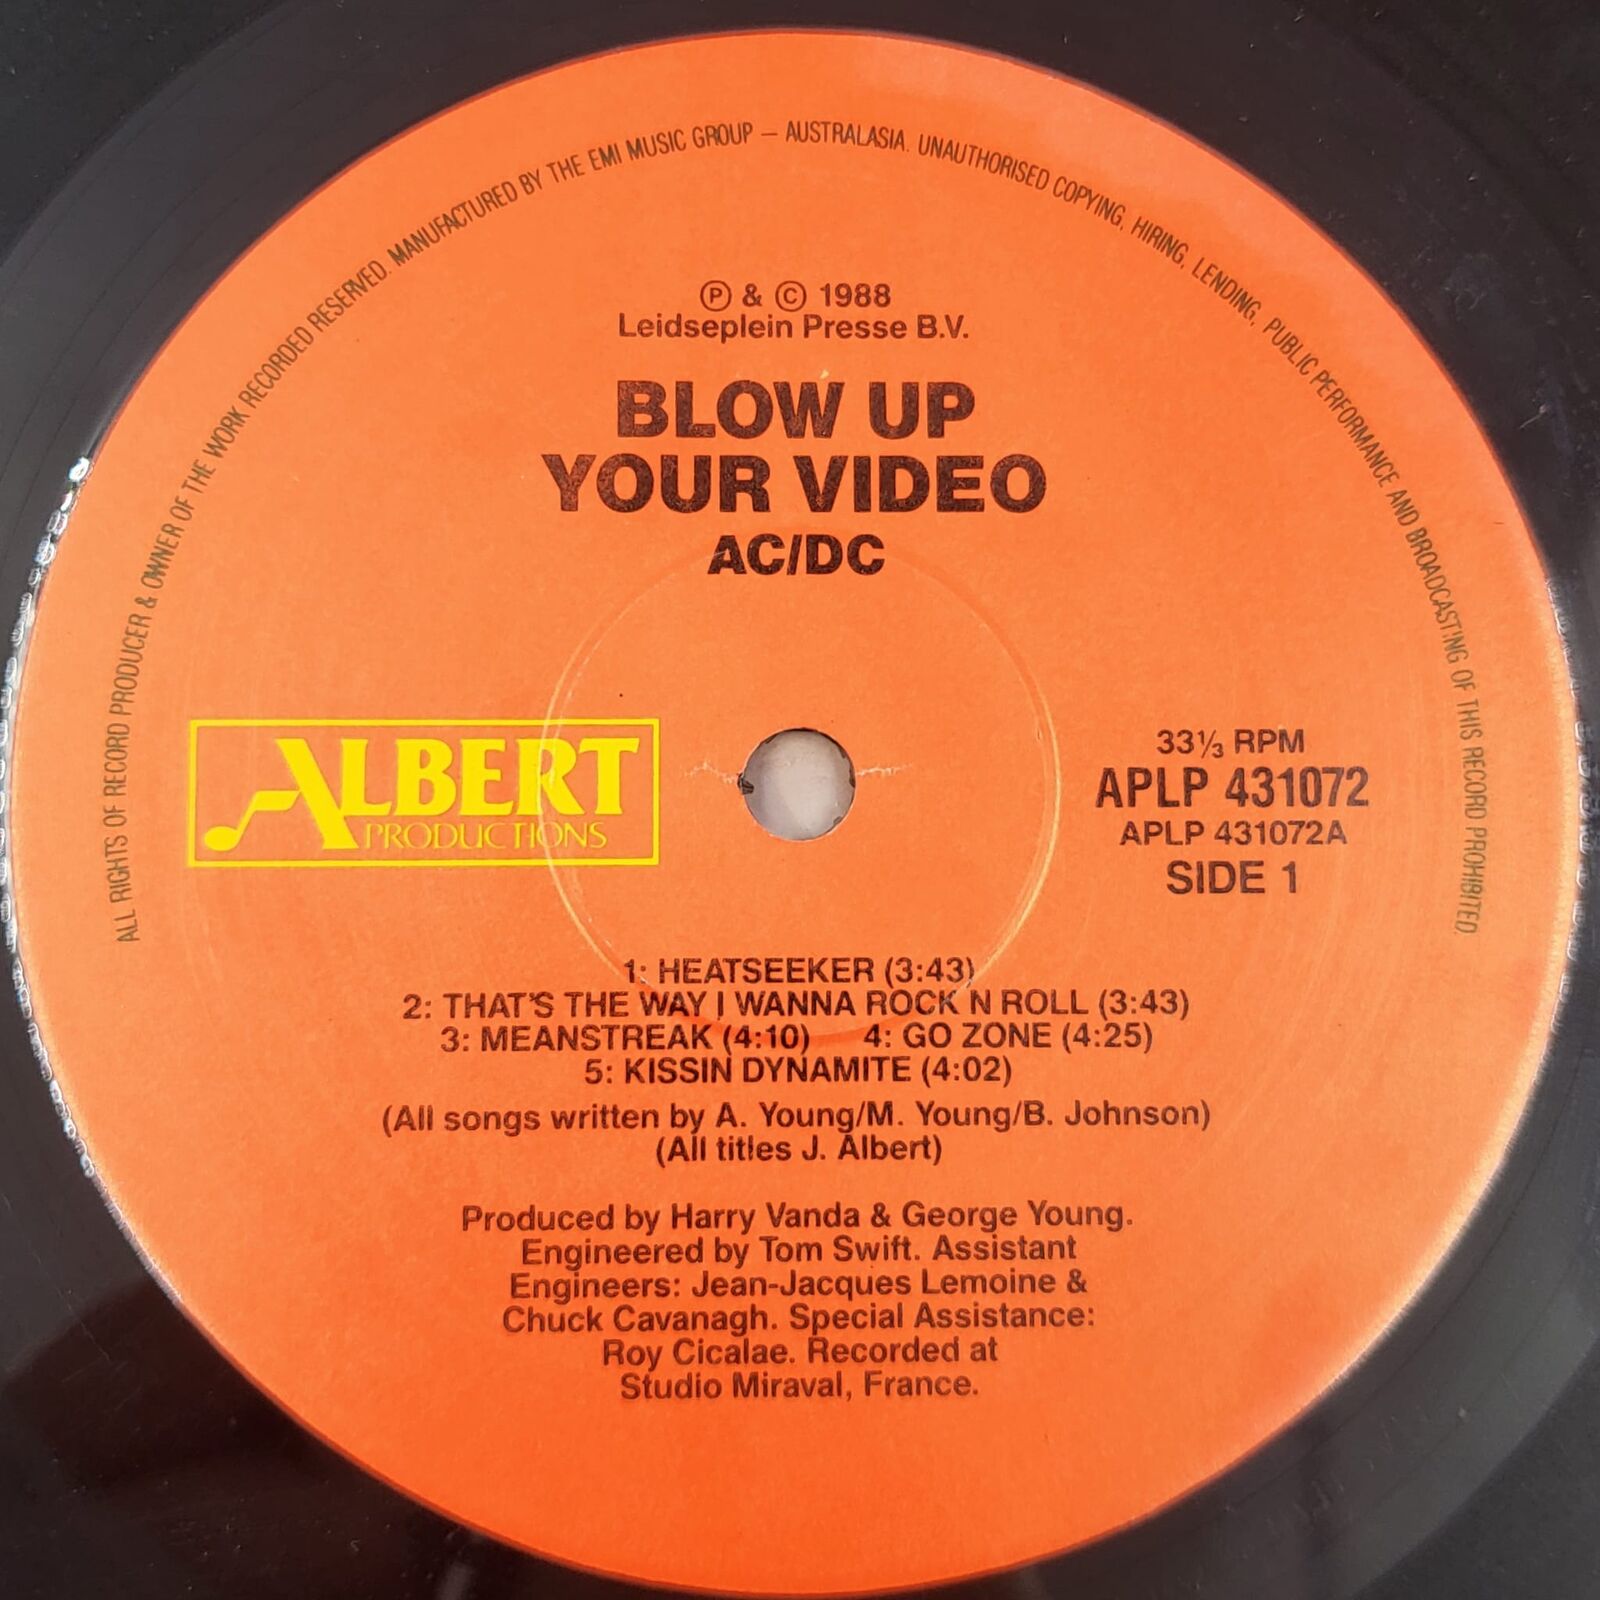 ALL RIGHTS OF RECORD PRODUCER & OWNER OF THE WORK RECORDED RESERVED. MANUFACTURED BY THE EMI MUSIC GROUP – AUSTRALASIA. UNAUTHORISED COPYING, HIRING, LENDING, PUBLIC PERFORMANCE AND BROADCASTING OF THIS RECORD PROHIBITED.
Ⓟ & © 1988
Leidseplein Presse B.V.
BLOW UP
YOUR VIDEO
AC/DC
ALBERT
PRODUCTIONS
33⅓ RPM
APLP 431072
APLP 431072A
SIDE 1
1: HEATSEEKER (3:43)
2: THAT'S THE WAY I WANNA ROCK N ROLL (3:43)
3: MEANSTREAK (4:10) 4: GO ZONE (4:25)
5: KISSIN DYNAMITE (4:02)
(All songs written by A. Young/M. Young/B. Johnson)
(All titles J. Albert)
Produced by Harry Vanda & George Young.
Engineered by Tom Swift. Assistant
Engineers: Jean-Jacques Lemoine &
Chuck Cavanagh. Special Assistance:
Roy Cicalae. Recorded at
Studio Miraval, France.